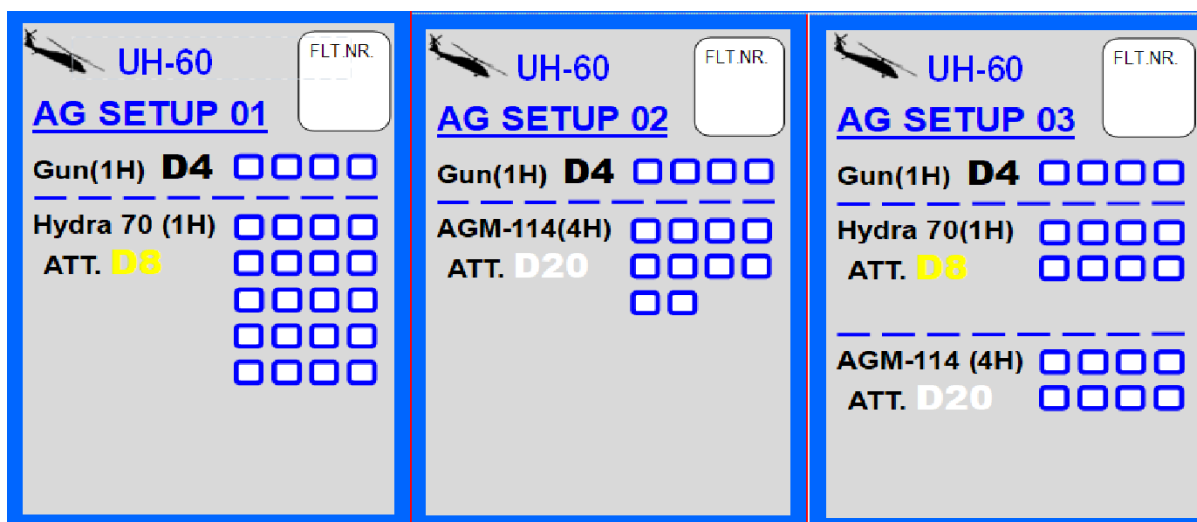 UH-60
FLT.NR.
AG SETUP 01
Gun(1H) D4
Hydra 70 (1H)
ATT. D8
UH-60
FLT.NR.
AG SETUP 02
Gun(1H) D4
AGM-114(4H)
ATT. D20
UH-60
FLT.NR.
AG SETUP 03
Gun(1H) D4
Hydra 70(1H)
ATT. D8
AGM-114 (4H)
ATT. D20